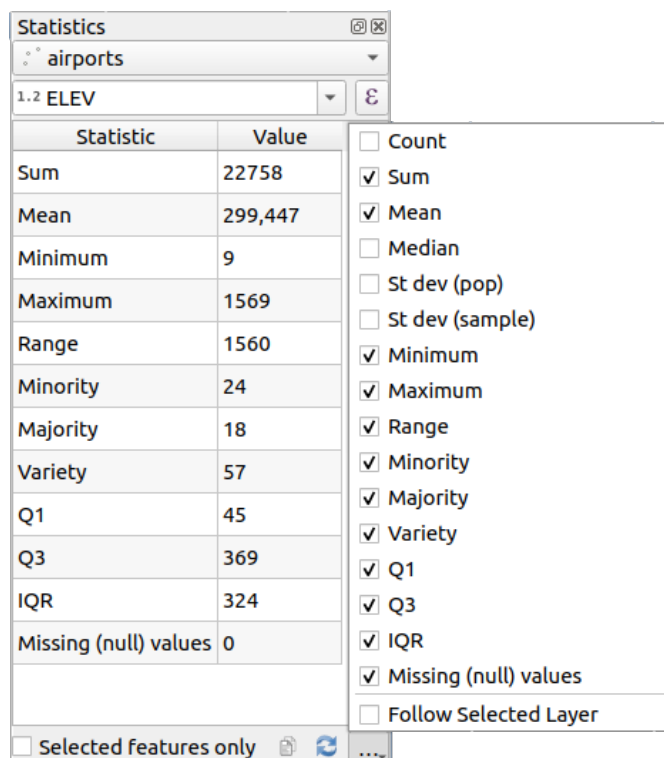 Statistics
airports
1.2 ELEV
ε
Statistic Value
Sum 22758
Mean 299,447
Minimum 9
Maximum 1569
Range 1560
Minority 24
Majority 18
Variety 57
Q1 45
Q3 369
IQR 324
Missing (null) values 0
Selected features only
...
Count
Sum
Mean
Median
St dev (pop)
St dev (sample)
Minimum
Maximum
Range
Minority
Majority
Variety
Q1
Q3
IQR
Missing (null) values
Follow Selected Layer